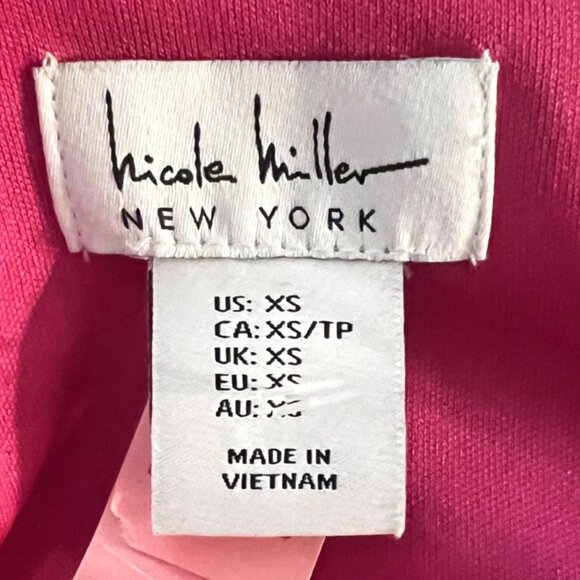 Nicole Miller
NEW YORK
US: XS
CA: XS/TP
UK: XS
EU: XS
AU: XS
MADE IN
VIETNAM